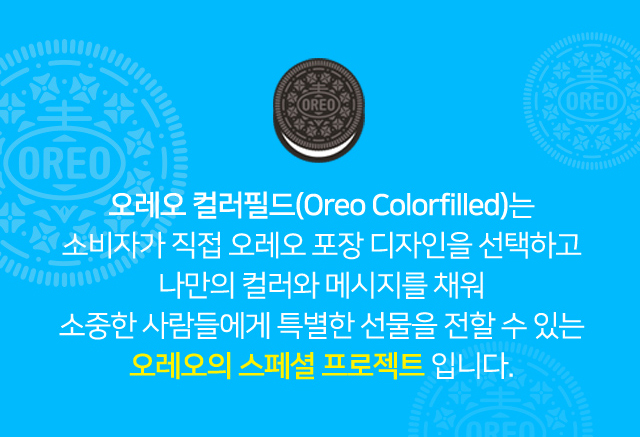 OREO
OREO
OREO
오레오 컬러필드(Oreo Colorfilled)는
소비자가 직접 오레오 포장 디자인을 선택하고
나만의 컬러와 메시지를 채워
소중한 사람들에게 특별한 선물을 전할 수 있는
오레오의 스페셜 프로젝트 입니다.
OREO